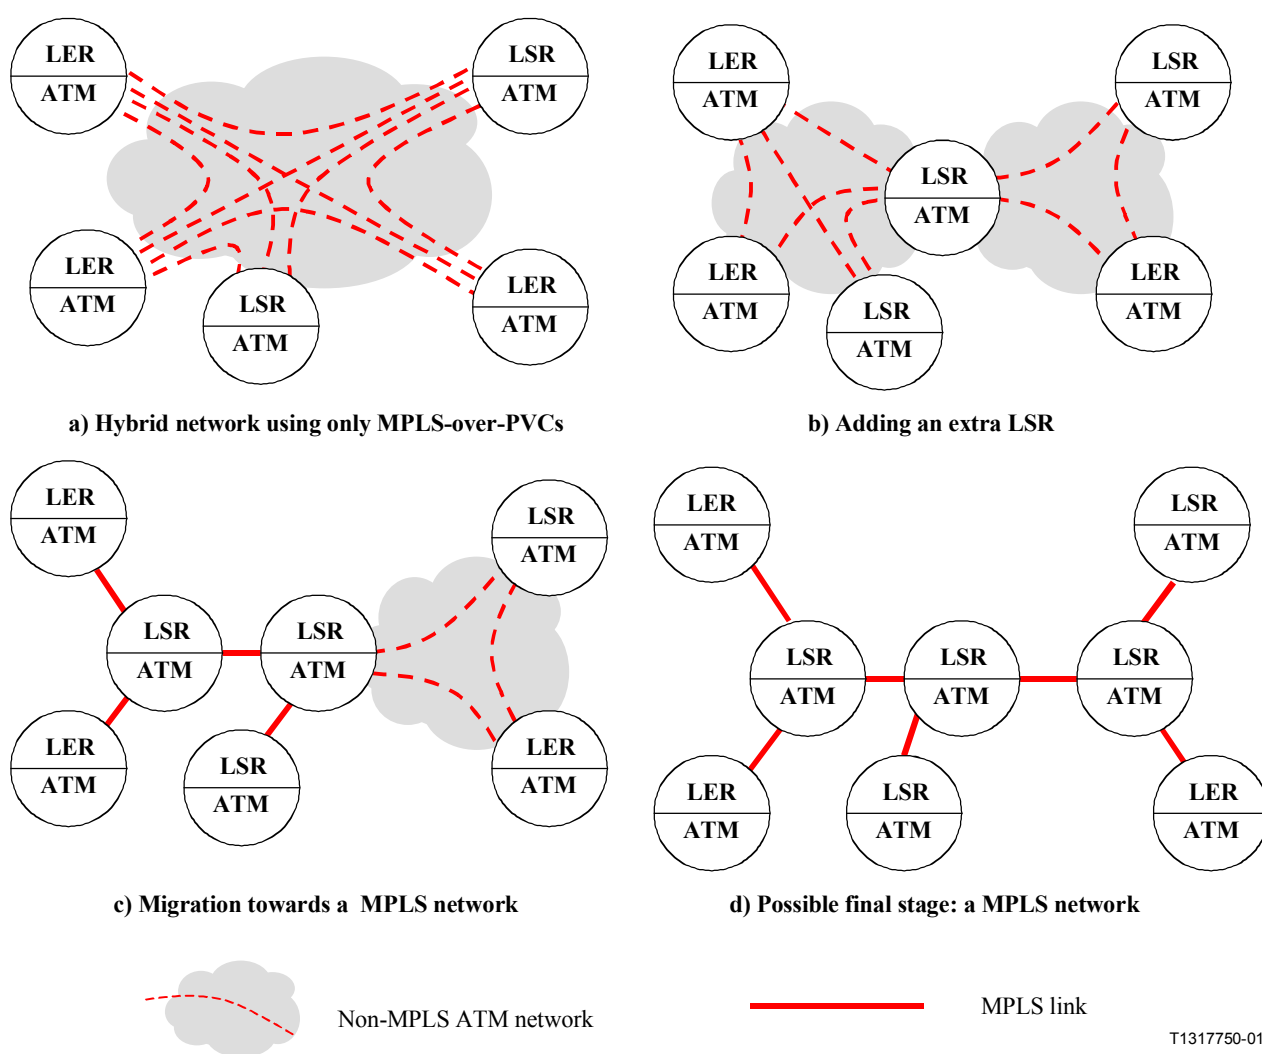 LER
ATM
LSR
ATM
LER
ATM
LSR
ATM
LER
ATM
a) Hybrid network using only MPLS-over-PVCs
LER
ATM
LSR
ATM
LSR
ATM
LER
ATM
LSR
ATM
LER
ATM
b) Adding an extra LSR
LER
ATM
LSR
ATM
LSR
ATM
LSR
ATM
LER
ATM
LSR
ATM
LER
ATM
c) Migration towards a MPLS network
LER
ATM
LSR
ATM
LSR
ATM
LSR
ATM
LSR
ATM
LER
ATM
LSR
ATM
LER
ATM
d) Possible final stage: a MPLS network
Non-MPLS ATM network
MPLS link
T1317750-01